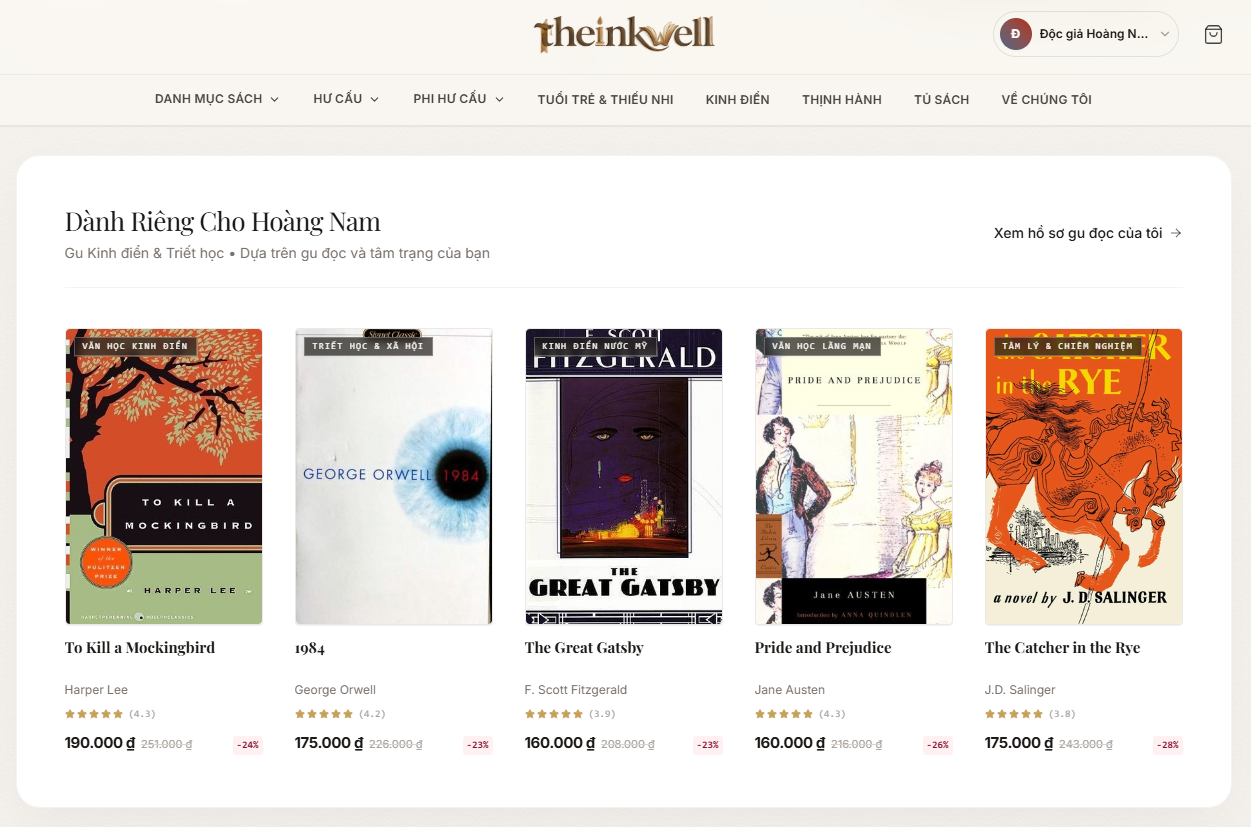 theinkwell
Đ
Độc giả Hoàng N...
DANH MỤC SÁCH
HƯ CẤU
PHI HƯ CẤU
TUỔI TRẺ & THIẾU NHI
KINH ĐIỂN
THỊNH HÀNH
TỦ SÁCH
VỀ CHÚNG TÔI
Dành Riêng Cho Hoàng Nam
Gu Kinh điển & Triết học • Dựa trên gu đọc và tâm trạng của bạn
Xem hồ sơ gu đọc của tôi
VĂN HỌC KINH ĐIỂN
TO KILL A
MOCKINGBIRD
WINNER
of the
PULITZER
PRIZE
HARPER LEE
To Kill a Mockingbird
Harper Lee
(4.3)
190.000 ₫ 251.000 ₫
-24%
Signet Classic
TRIẾT HỌC & XÃ HỘI
GEORGE ORWELL 1984
1984
George Orwell
(4.2)
175.000 ₫ 226.000 ₫
-23%
F. SCOTT
KINH ĐIỂN NƯỚC MỸ
FITZGERALD
THE
GREAT GATSBY
The Great Gatsby
F. Scott Fitzgerald
(3.9)
160.000 ₫ 208.000 ₫
-23%
VĂN HỌC LÃNG MẠN
PRIDE AND PREJUDICE
Jane AUSTEN
Introduction by ANNA QUINDLEN
Pride and Prejudice
Jane Austen
(4.3)
160.000 ₫ 216.000 ₫
-26%
CATCHER
TÂM LÝ & CHIÊM NGHIỆM
in the RYE
a novel by J. D. SALINGER
The Catcher in the Rye
J.D. Salinger
(3.8)
175.000 ₫ 243.000 ₫
-28%